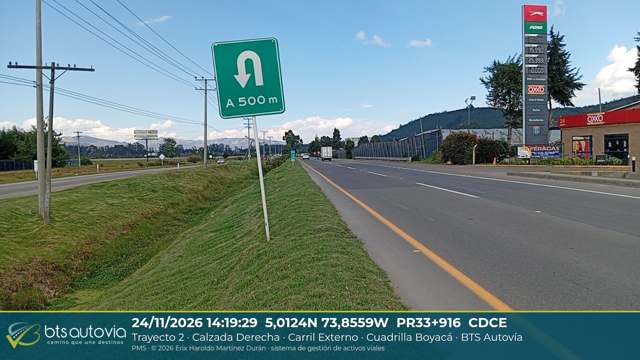 A 500 m
OXXO
OXXO
bts autovía
camino que une destinos
24/11/2026 14:19:29 5,0124N 73,8559W PR33+916 CDCE
Trayecto 2 · Calzada Derecha · Carril Externo · Cuadrilla Boyacá · BTS Autovía
PMS · © 2026 Erix Haroldo Martínez Durán · sistema de gestión de activos viales